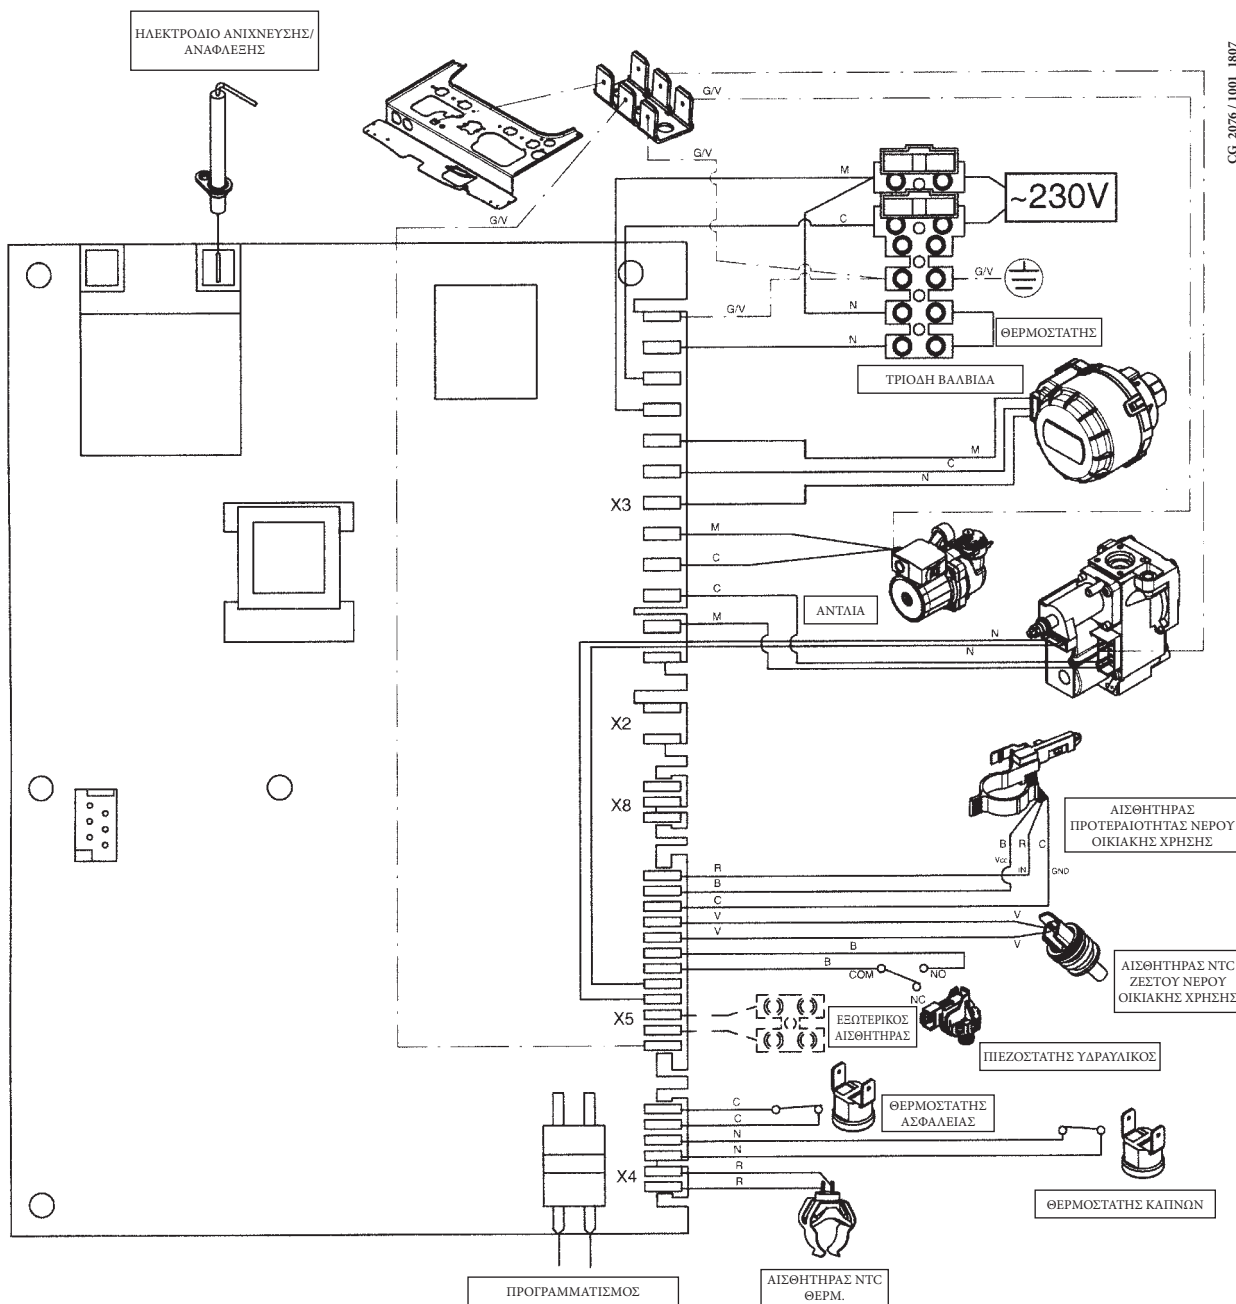 ΗΛΕΚΤΡΟΔΙΟ ΑΝΙΧΝΕΥΣΗΣ/
ΑΝΑΦΛΕΞΗΣ
CG_2076 / 1001_1807
G/V
G/V
G/V
M
~230V
C
G/V
G/V
N
ΘΕΡΜΟΣΤΑΤΗΣ
N
ΤΡΙΟΔΗ ΒΑΛΒΙΔΑ
M
C
N
X3
M
C
C
ΑΝΤΛΙΑ
M
N
N
X2
X8
ΑΙΣΘΗΤΗΡΑΣ
ΠΡΟΤΕΡΑΙΟΤΗΤΑΣ ΝΕΡΟΥ
ΟΙΚΙΑΚΗΣ ΧΡΗΣΗΣ
B R C
Vcc IN GND
R
B
C
V V
V V
B
B
COM NO
NC
ΑΙΣΘΗΤΗΡΑΣ NTC
ΖΕΣΤΟΥ ΝΕΡΟΥ
ΟΙΚΙΑΚΗΣ ΧΡΗΣΗΣ
X5
ΕΞΩΤΕΡΙΚΟΣ
ΑΙΣΘΗΤΗΡΑΣ
ΠΙΕΖΟΣΤΑΤΗΣ ΥΔΡΑΥΛΙΚΟΣ
C
C
ΘΕΡΜΟΣΤΑΤΗΣ
ΑΣΦΑΛΕΙΑΣ
N
N
X4
R
R
ΘΕΡΜΟΣΤΑΤΗΣ ΚΑΠΝΩΝ
ΠΡΟΓΡΑΜΜΑΤΙΣΜΟΣ
ΑΙΣΘΗΤΗΡΑΣ NTC
ΘΕΡΜ.